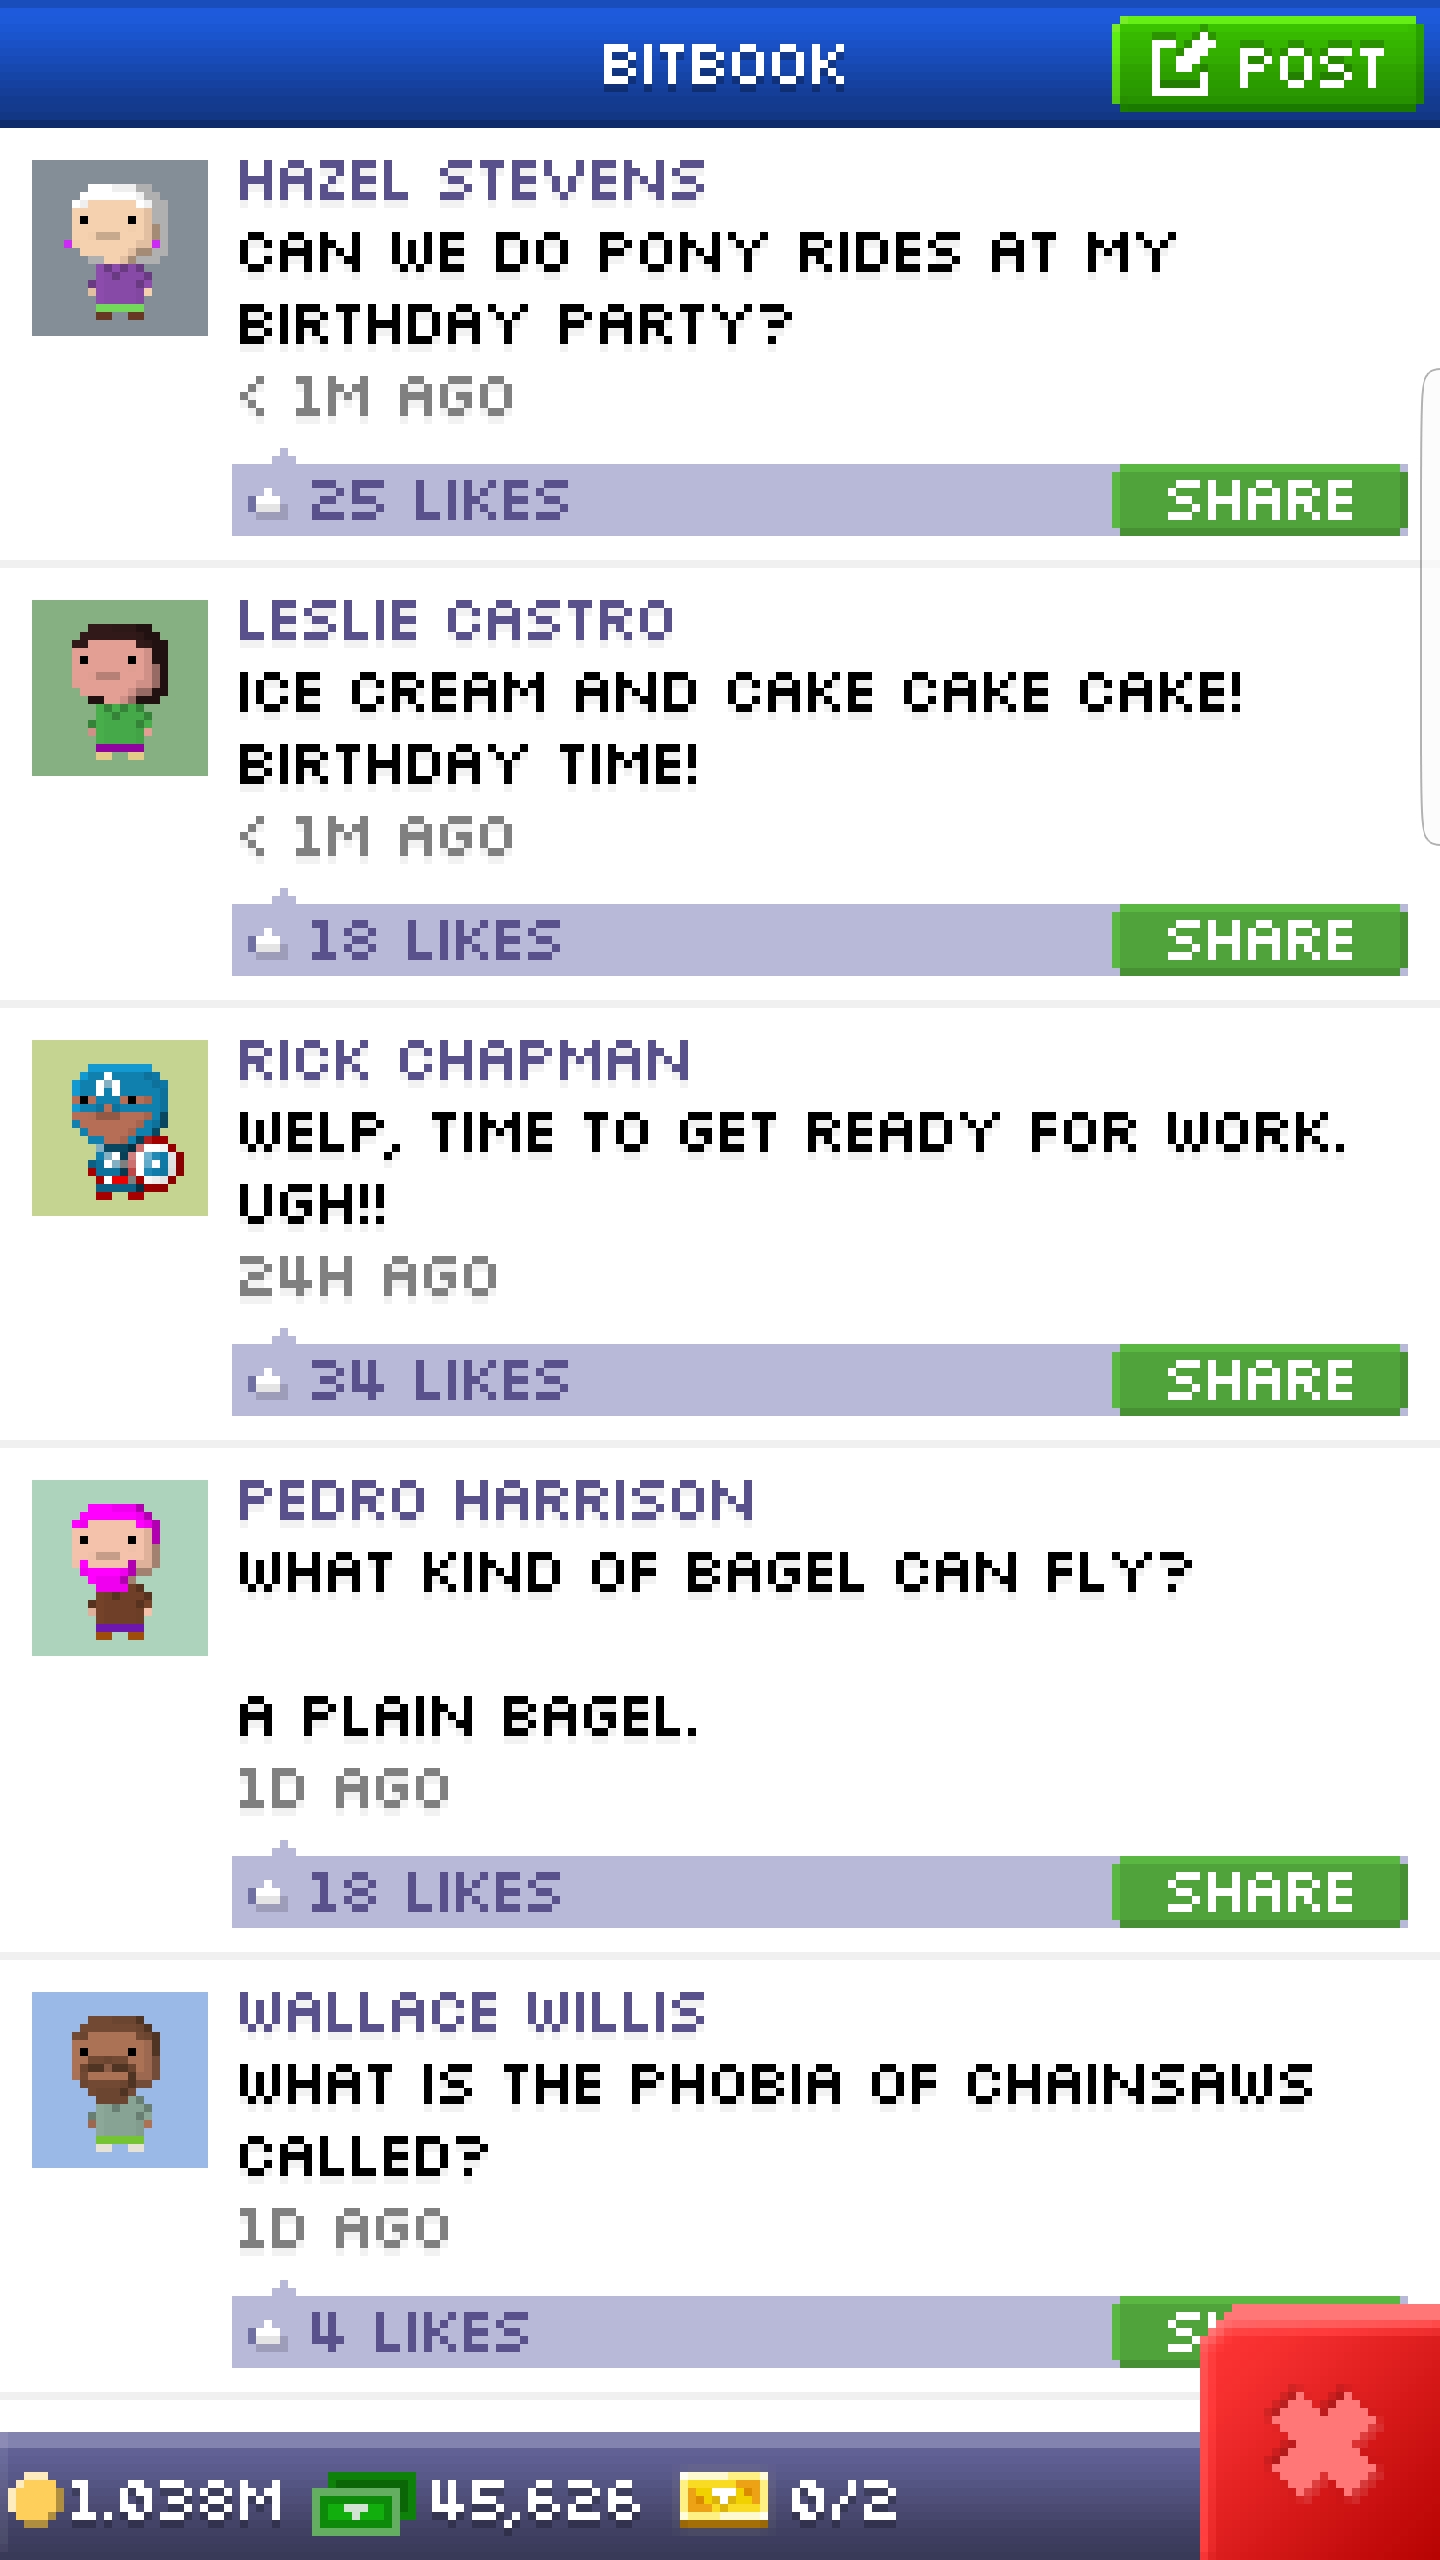 BITBOOK
POST
HAZEL STEVENS
CAN WE DO PONY RIDES AT MY
BIRTHDAY PARTY?
< 1M AGO
25 LIKES
SHARE
LESLIE CASTRO
ICE CREAM AND CAKE CAKE CAKE!
BIRTHDAY TIME!
< 1M AGO
18 LIKES
SHARE
RICK CHAPMAN
WELP, TIME TO GET READY FOR WORK.
UGH!!
24H AGO
34 LIKES
SHARE
PEDRO HARRISON
WHAT KIND OF BAGEL CAN FLY?
A PLAIN BAGEL.
1D AGO
18 LIKES
SHARE
WALLACE WILLIS
WHAT IS THE PHOBIA OF CHAINSAWS
CALLED?
1D AGO
4 LIKES
1.038M
45,626
0/2